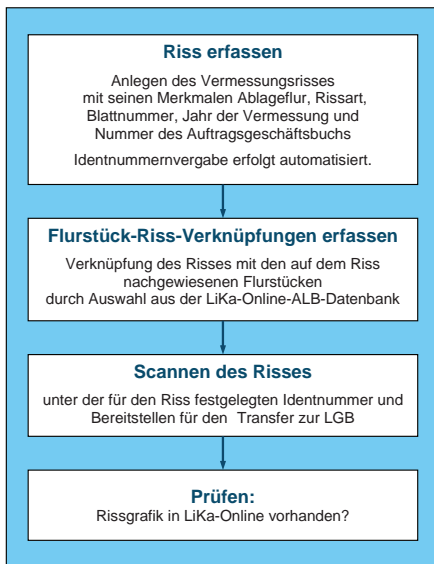 Riss erfassen
Anlegen des Vermessungsrisses
mit seinen Merkmalen Ablageflur, Rissart,
Blattnummer, Jahr der Vermessung und
Nummer des Auftragsgeschäftsbuchs
Identnummernvergabe erfolgt automatisiert.
Flurstück-Riss-Verknüpfungen erfassen
Verknüpfung des Risses mit den auf dem Riss
nachgewiesenen Flurstücken
durch Auswahl aus der LiKa-Online-ALB-Datenbank
Scannen des Risses
unter der für den Riss festgelegten Identnummer und
Bereitstellen für den Transfer zur LGB
Prüfen:
Rissgrafik in LiKa-Online vorhanden?